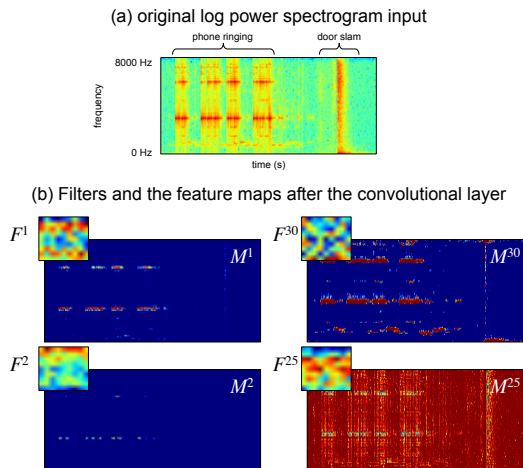 (a) original log power spectrogram input
phone ringing door slam
8000 Hz
frequency
0 Hz
time (s)
(b) Filters and the feature maps after the convolutional layer
F¹ M¹ F³⁰ M³⁰
F² M² F²⁵ M²⁵